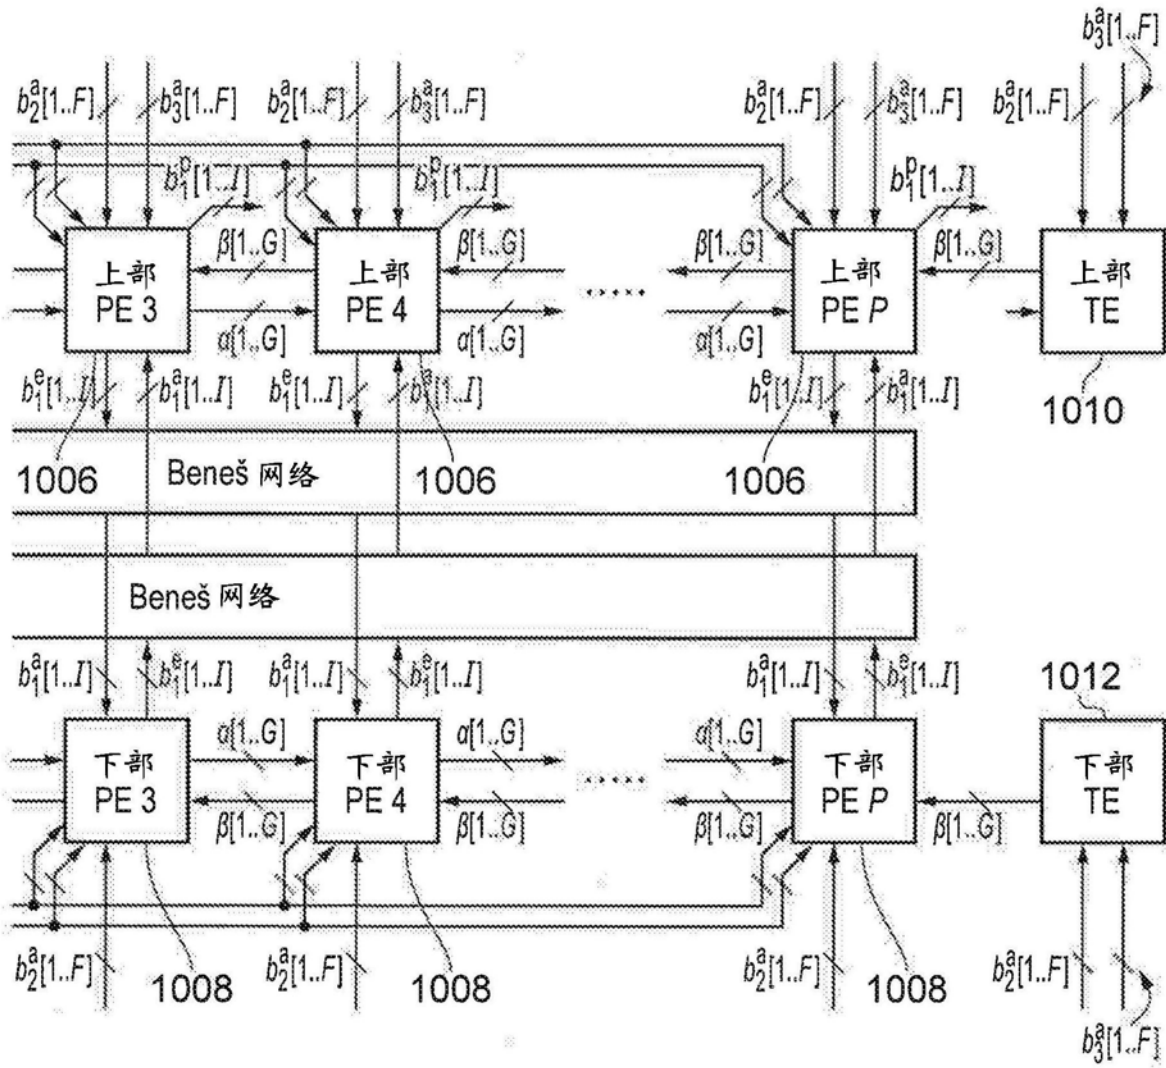 b₃ᵃ[1..F]
b₂ᵃ[1..F] b₃ᵃ[1..F] b₂ᵃ[1..F] b₃ᵃ[1..F] b₂ᵃ[1..F] b₃ᵃ[1..F] b₂ᵃ[1..F]
b₁ᵖ[1..I] b₁ᵖ[1..I] b₁ᵖ[1..I]
β[1..G] β[1..G] β[1..G] β[1..G]
上部 上部 ..... 上部 上部
PE 3 PE 4 PE P TE
α[1..G] α[1..G] α[1..G]
b₁ᵉ[1..I] b₁ᵃ[1..I] b₁ᵉ[1..I] b₁ᵃ[1..I] b₁ᵉ[1..I] b₁ᵃ[1..I] 1010
1006 Beneš 网络 1006 1006
Beneš 网络
b₁ᵃ[1..I] b₁ᵉ[1..I] b₁ᵃ[1..I] b₁ᵉ[1..I] b₁ᵃ[1..I] b₁ᵉ[1..I] 1012
α[1..G] α[1..G] α[1..G]
下部 下部 ..... 下部 下部
PE 3 PE 4 PE P TE
β[1..G] β[1..G] β[1..G] β[1..G]
b₂ᵃ[1..F] 1008 b₂ᵃ[1..F] 1008 b₂ᵃ[1..F] 1008 b₂ᵃ[1..F]
b₃ᵃ[1..F]